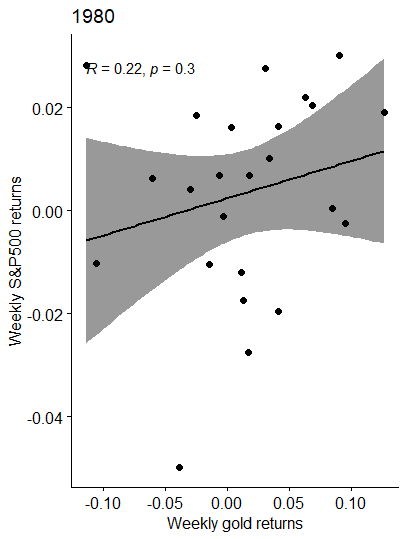 1980
R = 0.22, p = 0.3
0.02
0.00
-0.02
-0.04
Weekly S&P500 returns
-0.10 -0.05 0.00 0.05 0.10
Weekly gold returns